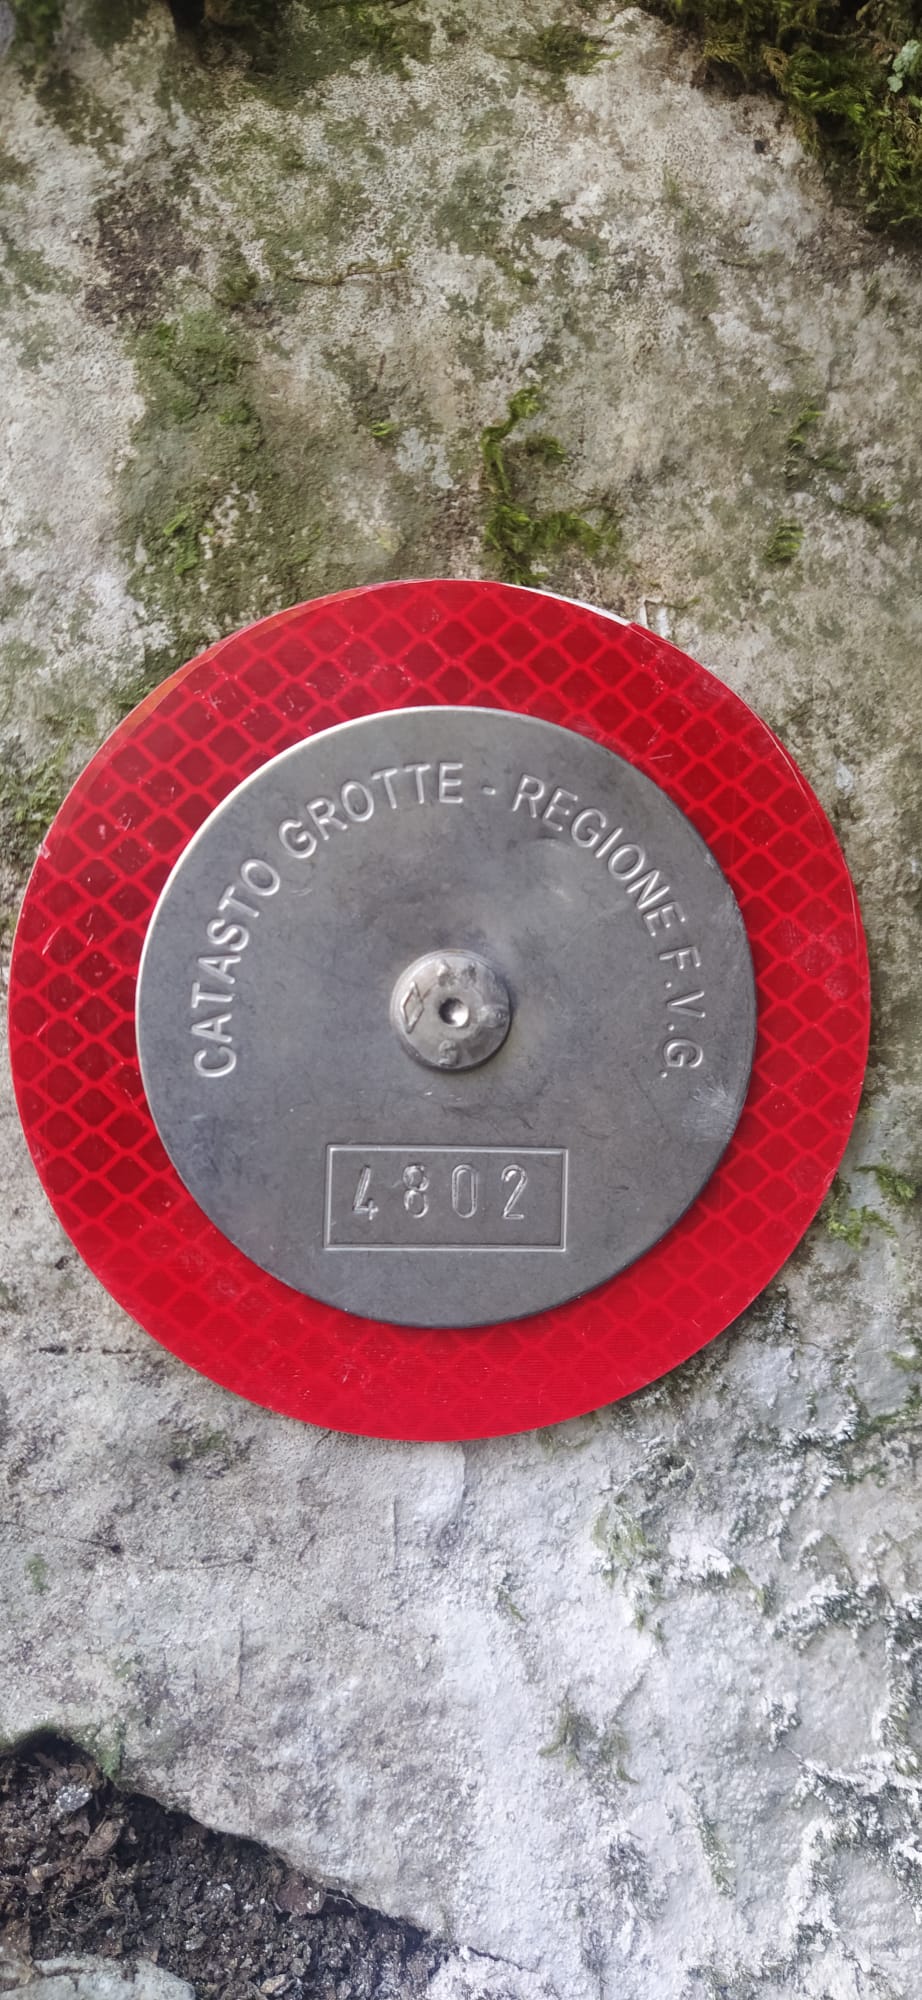 CATASTO GROTTE - REGIONE F.V.G.
4802